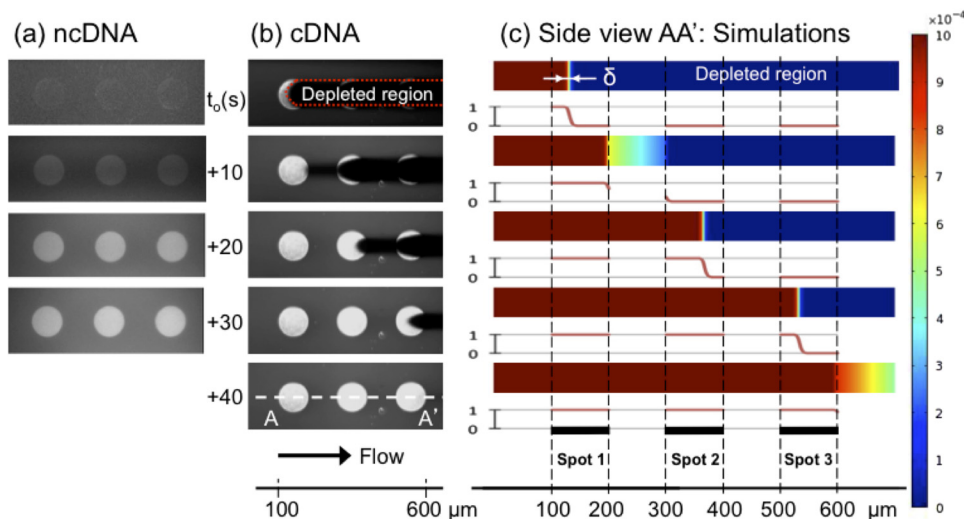 (a) ncDNA
(b) cDNA
(c) Side view AA’: Simulations
×10⁻⁴
t₀(s)
Depleted region
δ
Depleted region
+10
+20
+30
+40
A
A’
Flow
100
600
μm
1
0
1
0
1
0
1
0
1
0
Spot 1
Spot 2
Spot 3
100
200
300
400
500
600
μm
10
9
8
7
6
5
4
3
2
1
0